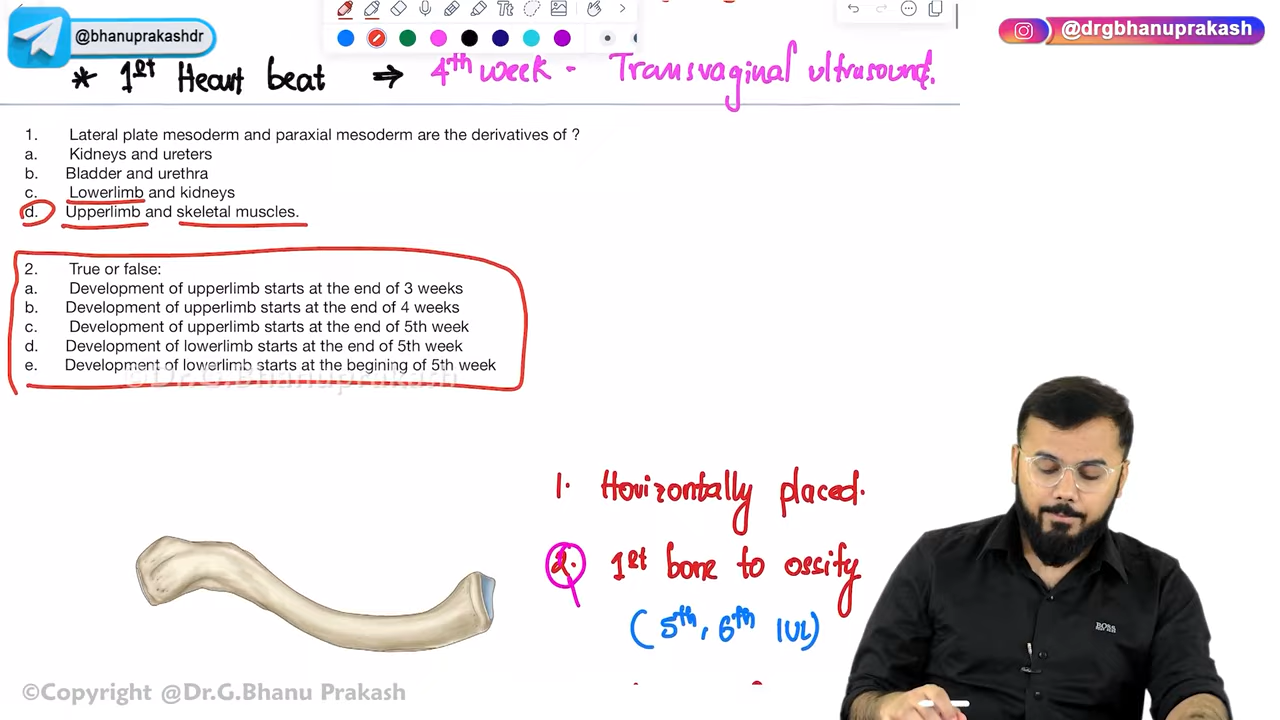 @bhanuprakashdr
@drgbhanuprakash
Tt
* 1st Heart beat ⇒ 4th week - Transvaginal ultrasound.
1. Lateral plate mesoderm and paraxial mesoderm are the derivatives of ?
a. Kidneys and ureters
b. Bladder and urethra
c. Lowerlimb and kidneys
d. Upperlimb and skeletal muscles.
2. True or false:
a. Development of upperlimb starts at the end of 3 weeks
b. Development of upperlimb starts at the end of 4 weeks
c. Development of upperlimb starts at the end of 5th week
d. Development of lowerlimb starts at the end of 5th week
e. Development of lowerlimb starts at the begining of 5th week
©Dr.G.Bhanuprakash
1. Horizontally placed.
2. 1st bone to ossify
(5th, 6th IUL)
BOSS
©Copyright @Dr.G.Bhanu Prakash